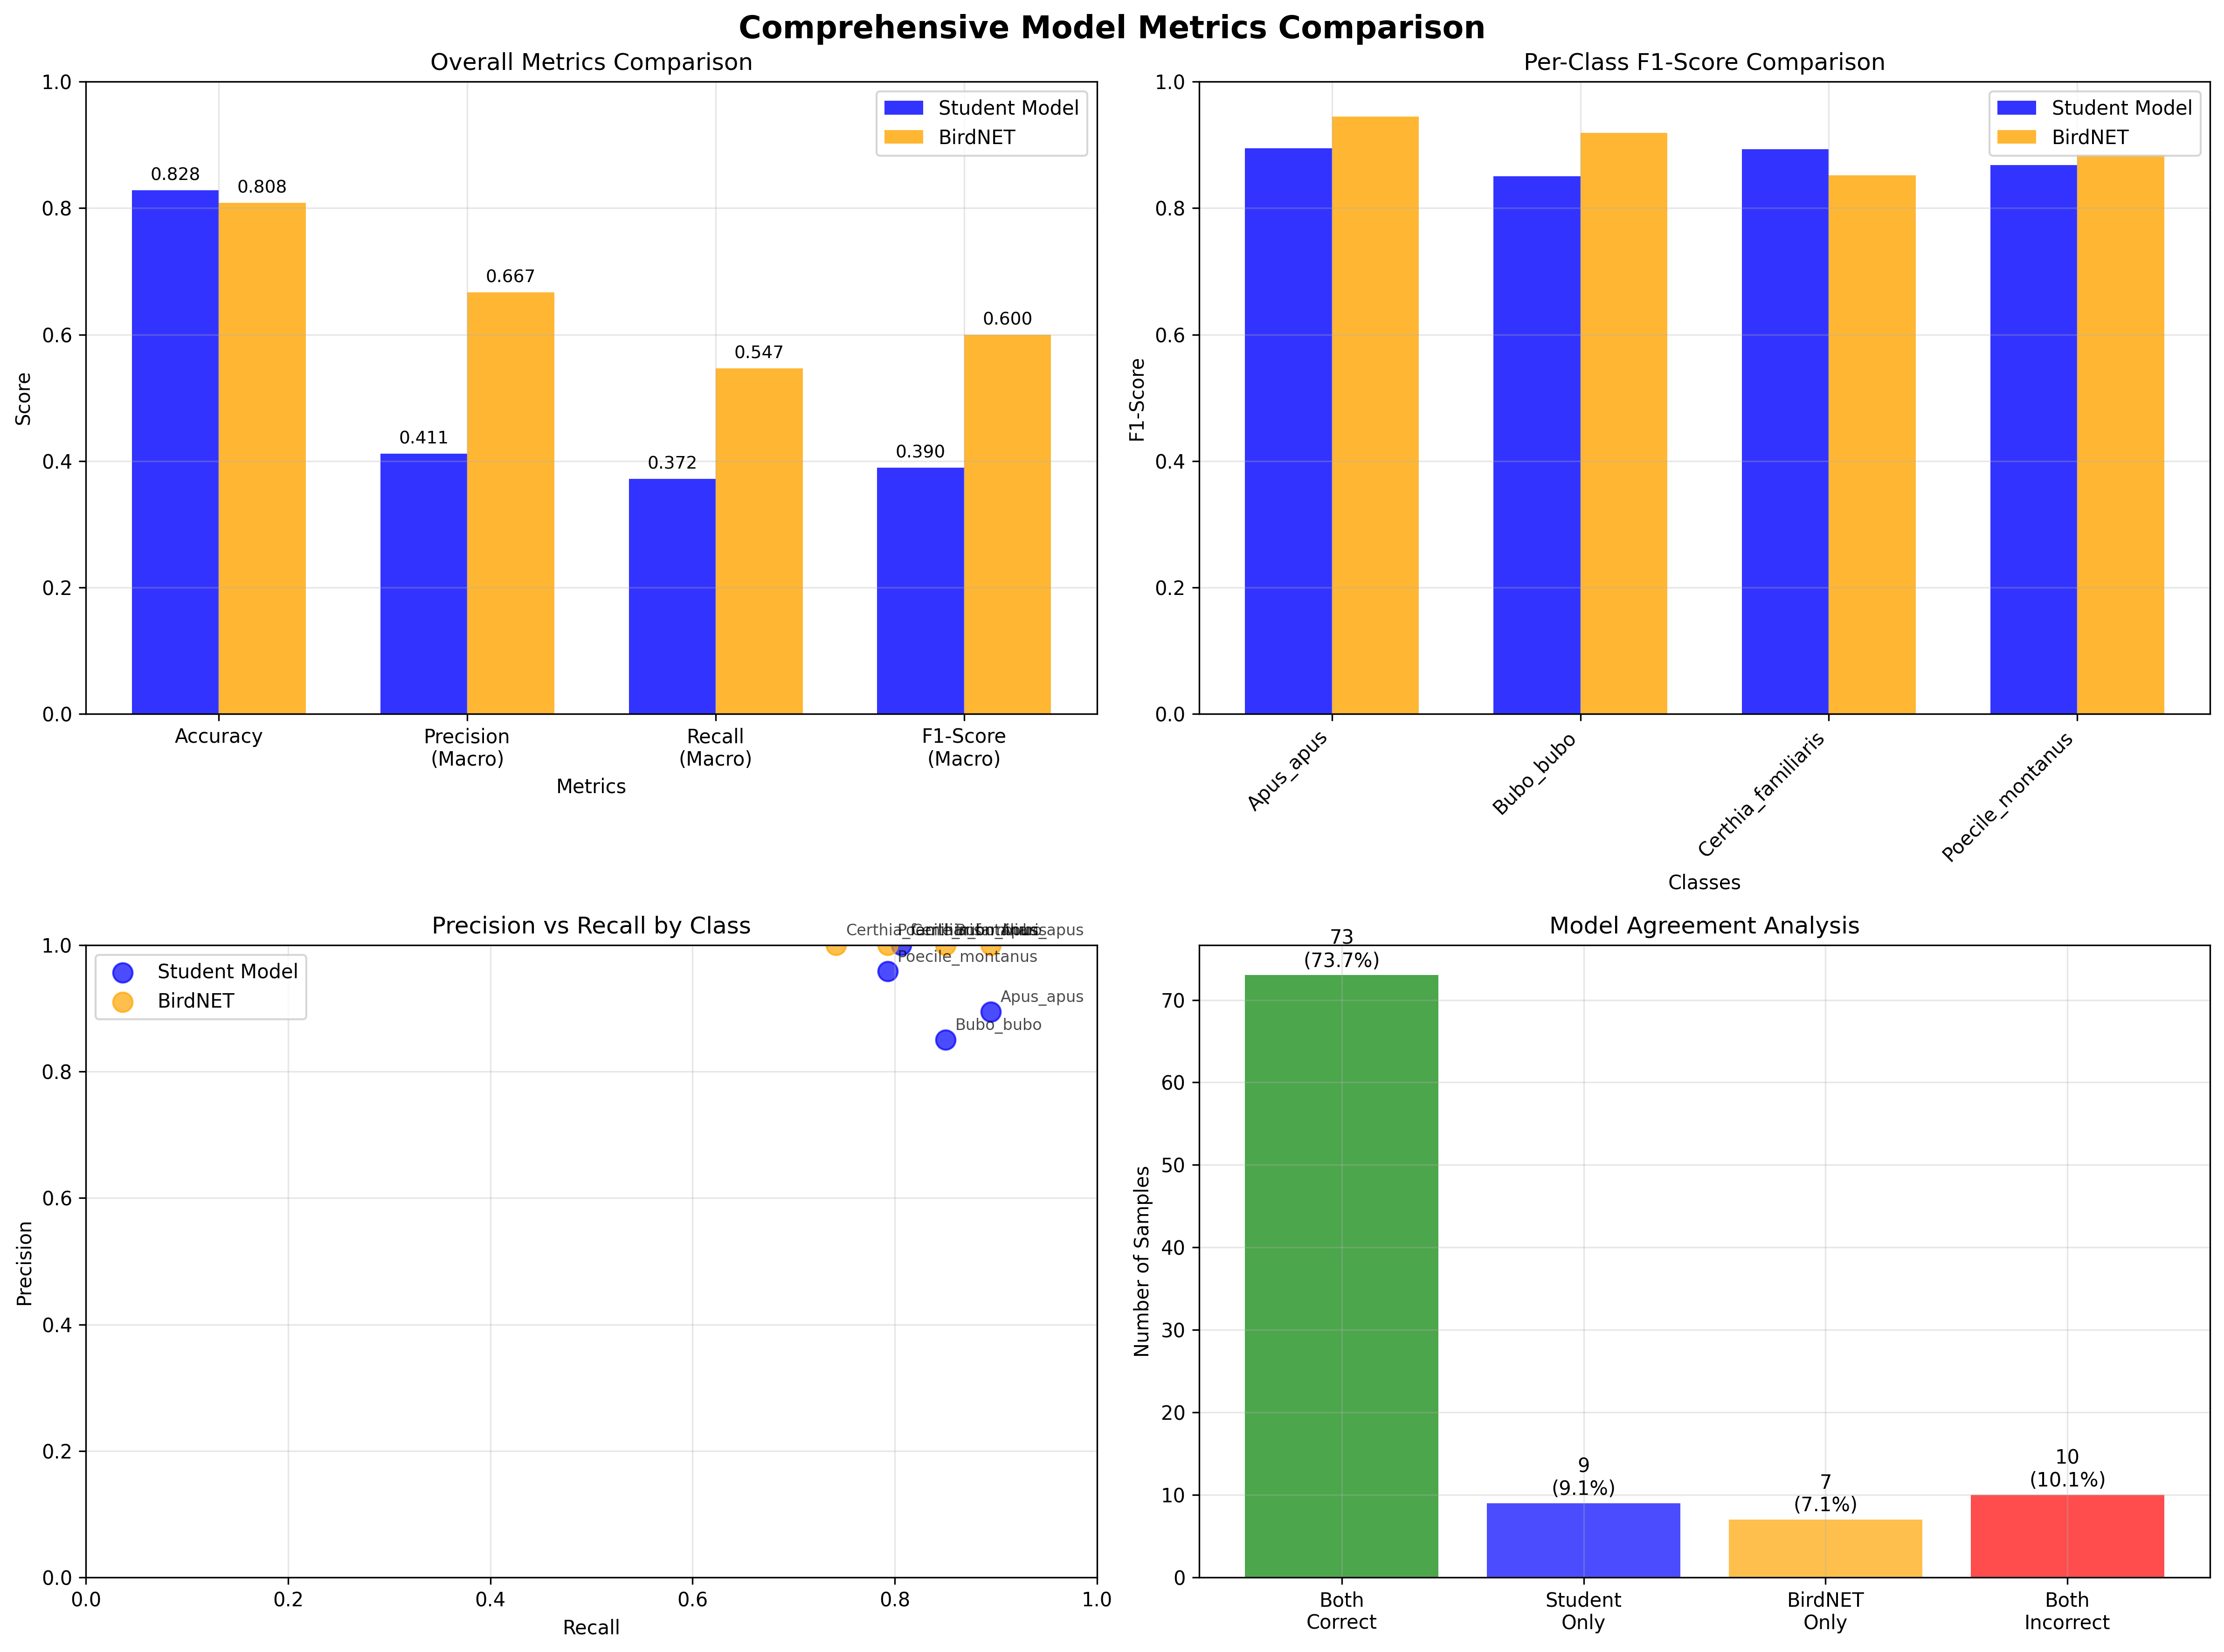 Comprehensive Model Metrics Comparison
Overall Metrics Comparison
1.0
0.8
0.6
0.4
0.2
0.0
Score
Student Model
BirdNET
0.828
0.808
0.411
0.667
0.372
0.547
0.390
0.600
Accuracy
Precision
(Macro)
Recall
(Macro)
F1-Score
(Macro)
Metrics
Per-Class F1-Score Comparison
1.0
0.8
0.6
0.4
0.2
0.0
F1-Score
Student Model
BirdNET
Apus_apus
Bubo_bubo
Certhia_familiaris
Poecile_montanus
Classes
Precision vs Recall by Class
1.0
0.8
0.6
0.4
0.2
0.0
Precision
Student Model
BirdNET
Poecile_montanus
Apus_apus
Bubo_bubo
0.0
0.2
0.4
0.6
0.8
1.0
Recall
Model Agreement Analysis
70
60
50
40
30
20
10
0
Number of Samples
73
(73.7%)
9
(9.1%)
7
(7.1%)
10
(10.1%)
Both
Correct
Student
Only
BirdNET
Only
Both
Incorrect